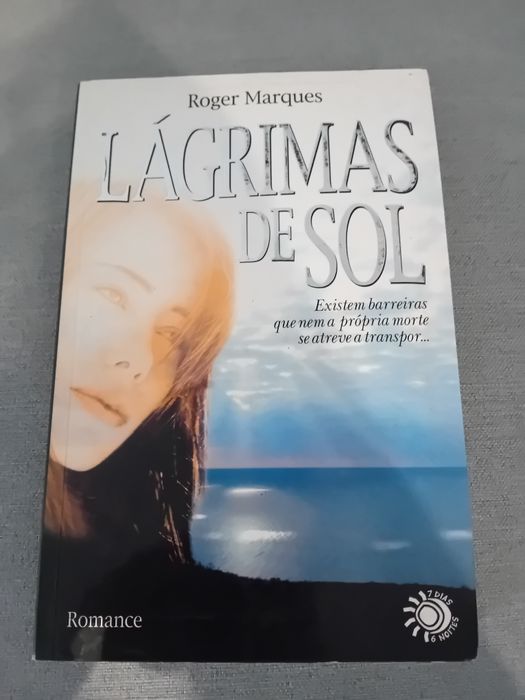 Roger Marques
LÁGRIMAS
DE SOL
Existem barreiras
que nem a própria morte
se atreve a transpor...
Romance
7 DIAS
6 NOITES